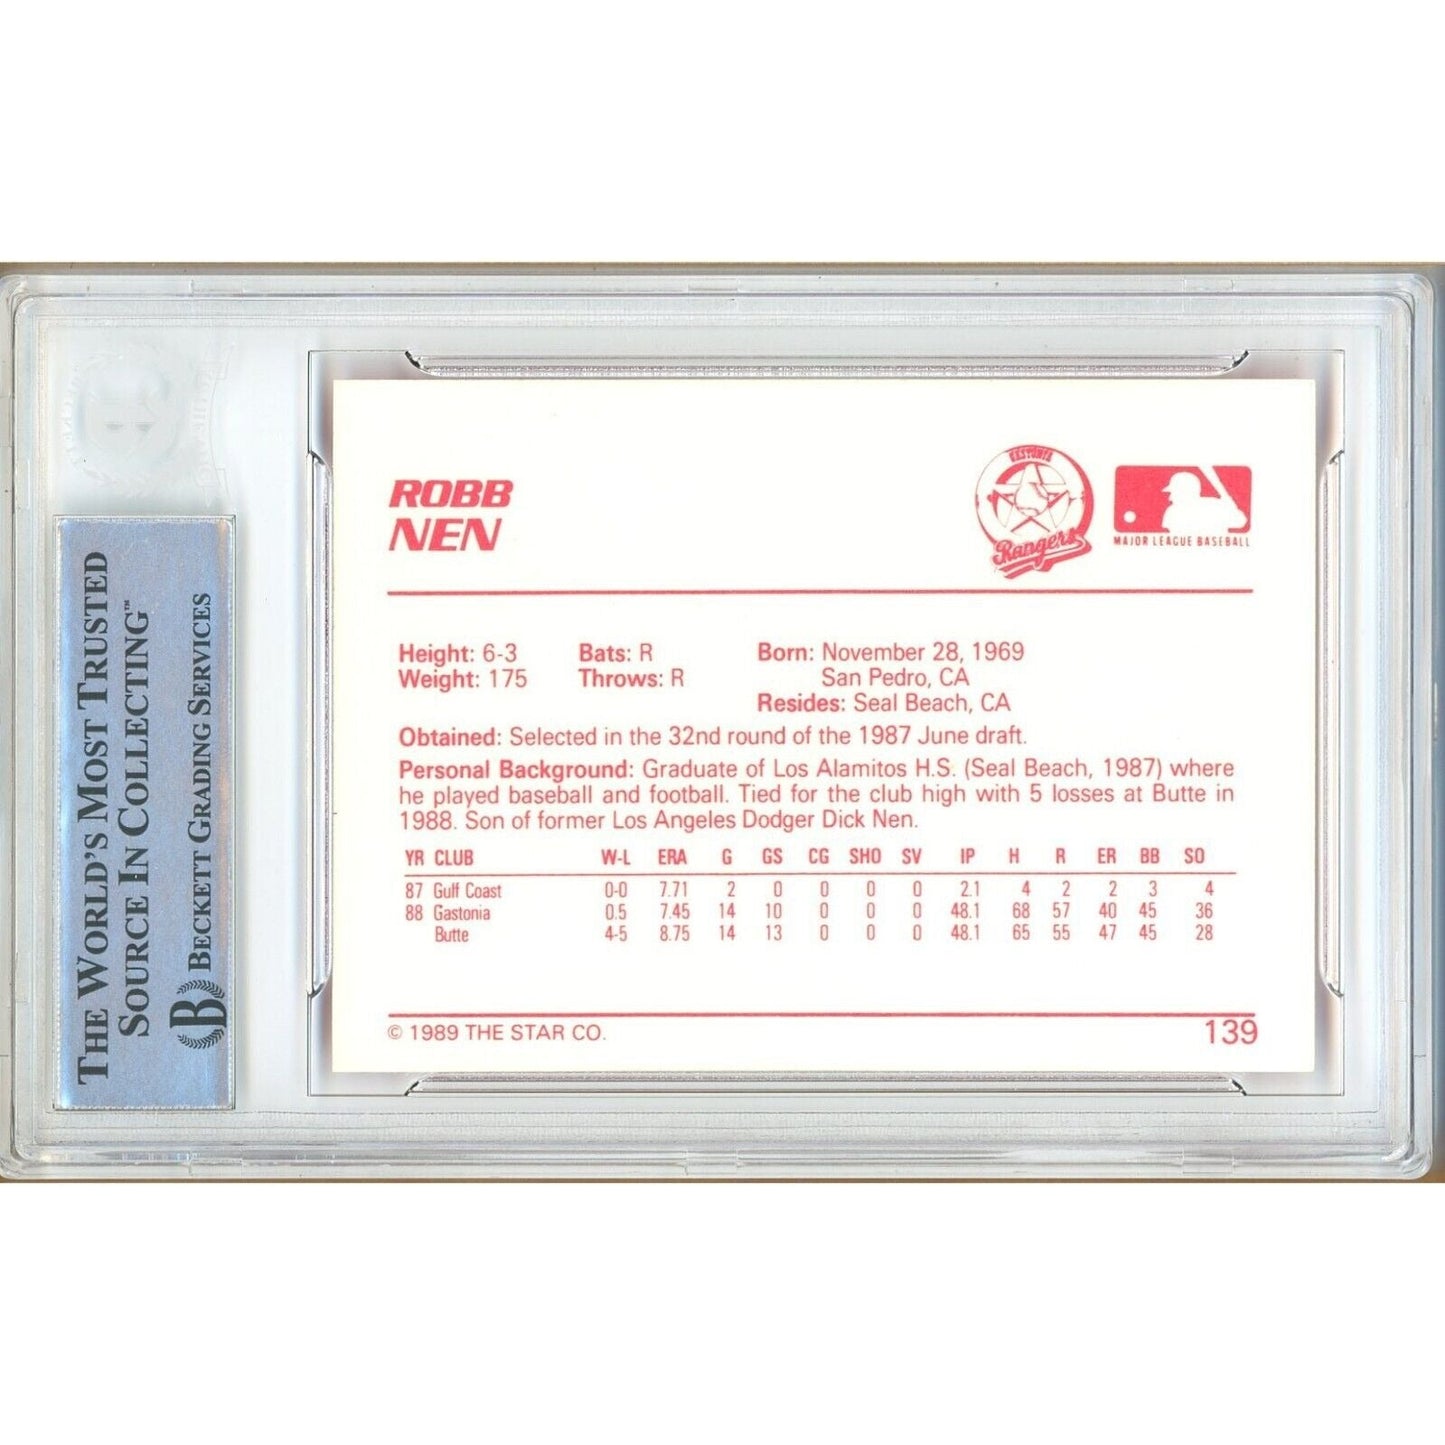 THE WORLD'S MOST TRUSTED
SOURCE IN COLLECTING™
BECKETT GRADING SERVICES
B
ROBB
NEN
GASTONIA
Rangers
MAJOR LEAGUE BASEBALL
Height: 6-3 Bats: R Born: November 28, 1969
Weight: 175 Throws: R San Pedro, CA
Resides: Seal Beach, CA
Obtained: Selected in the 32nd round of the 1987 June draft.
Personal Background: Graduate of Los Alamitos H.S. (Seal Beach, 1987) where
he played baseball and football. Tied for the club high with 5 losses at Butte in
1988. Son of former Los Angeles Dodger Dick Nen.
YR CLUB W-L ERA G GS CG SHO SV IP H R ER BB SO
87 Gulf Coast 0-0 7.71 2 0 0 0 0 2.1 4 2 2 3 4
88 Gastonia 0.5 7.45 14 10 0 0 0 48.1 68 57 40 45 36
Butte 4-5 8.75 14 13 0 0 0 48.1 65 55 47 45 28
© 1989 THE STAR CO. 139